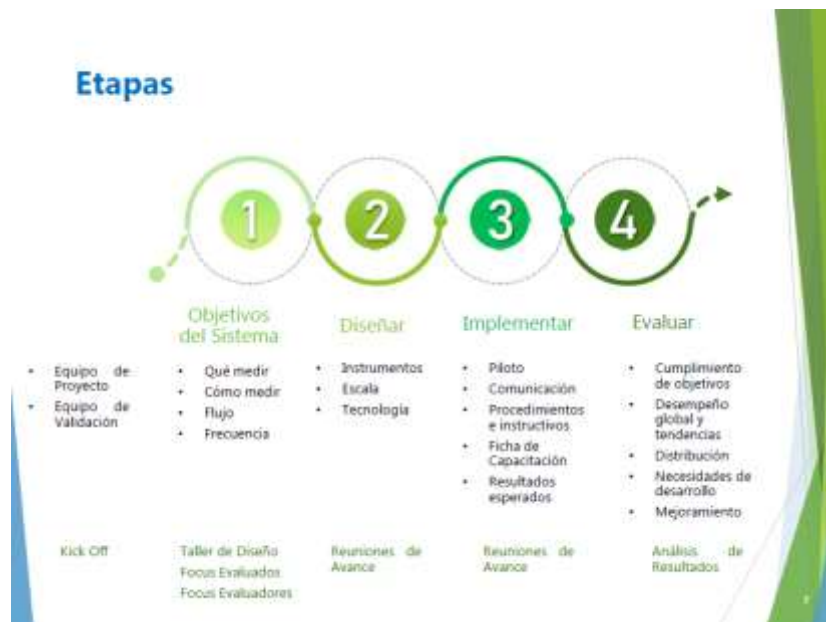 Etapas
1
2
3
4
Objetivos
del Sistema
Diseñar
Implementar
Evaluar
• Equipo de
Proyecto
• Equipo de
Validación
• Qué medir
• Cómo medir
• Flujo
• Frecuencia
• Instrumentos
• Escala
• Tecnología
• Piloto
• Comunicación
• Procedimientos
e instructivos
• Ficha de
Capacitación
• Resultados
esperados
• Cumplimiento
de objetivos
• Desempeño
global y
tendencias
• Distribución
• Necesidades de
desarrollo
• Mejoramiento
Kick Off
Taller de Diseño
Focus Evaluados
Focus Evaluadores
Reuniones de
Avance
Reuniones de
Avance
Análisis de
Resultados